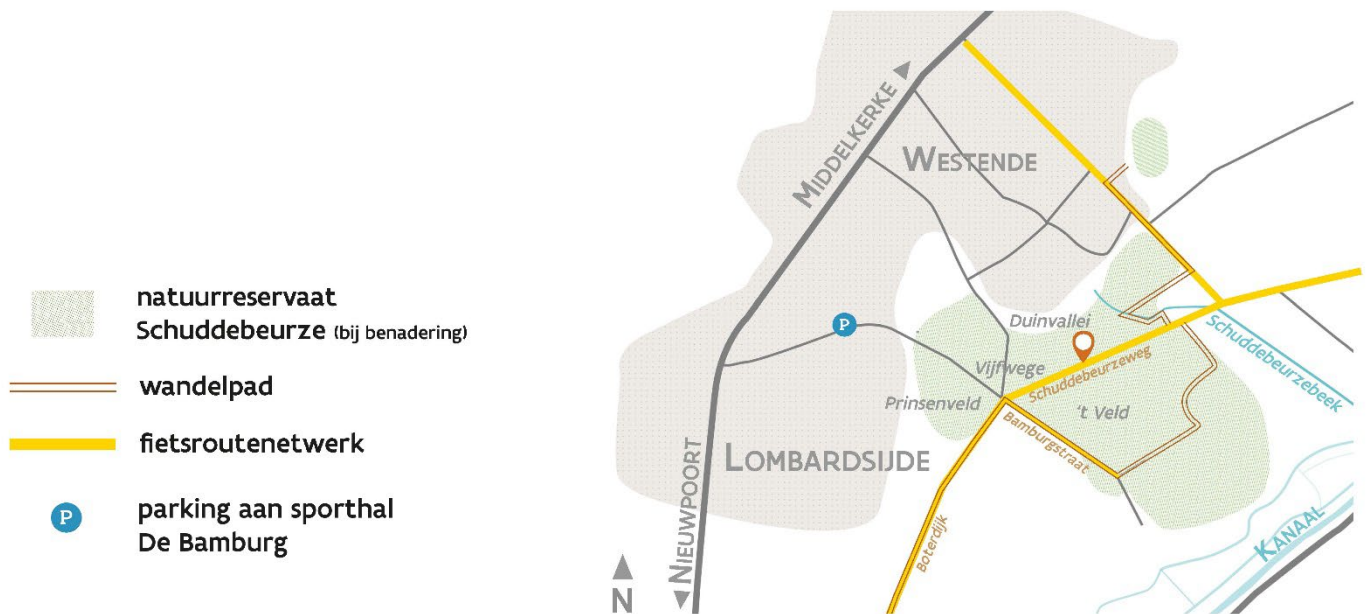 natuurreservaat
Schuddebeurze (bij benadering)
wandelpad
fietsroutenetwerk
P
parking aan sporthal
De Bamburg
MIDDELKERKE
WESTENDE
P
Duinvallei
Vijfwege
Schuddebeurzeweg
Schuddebeurzebeek
Prinsenveld
't Veld
Bamburgstraat
LOMBARDSIJDE
NIEUWPOORT
Boterdijk
KANAAL
N